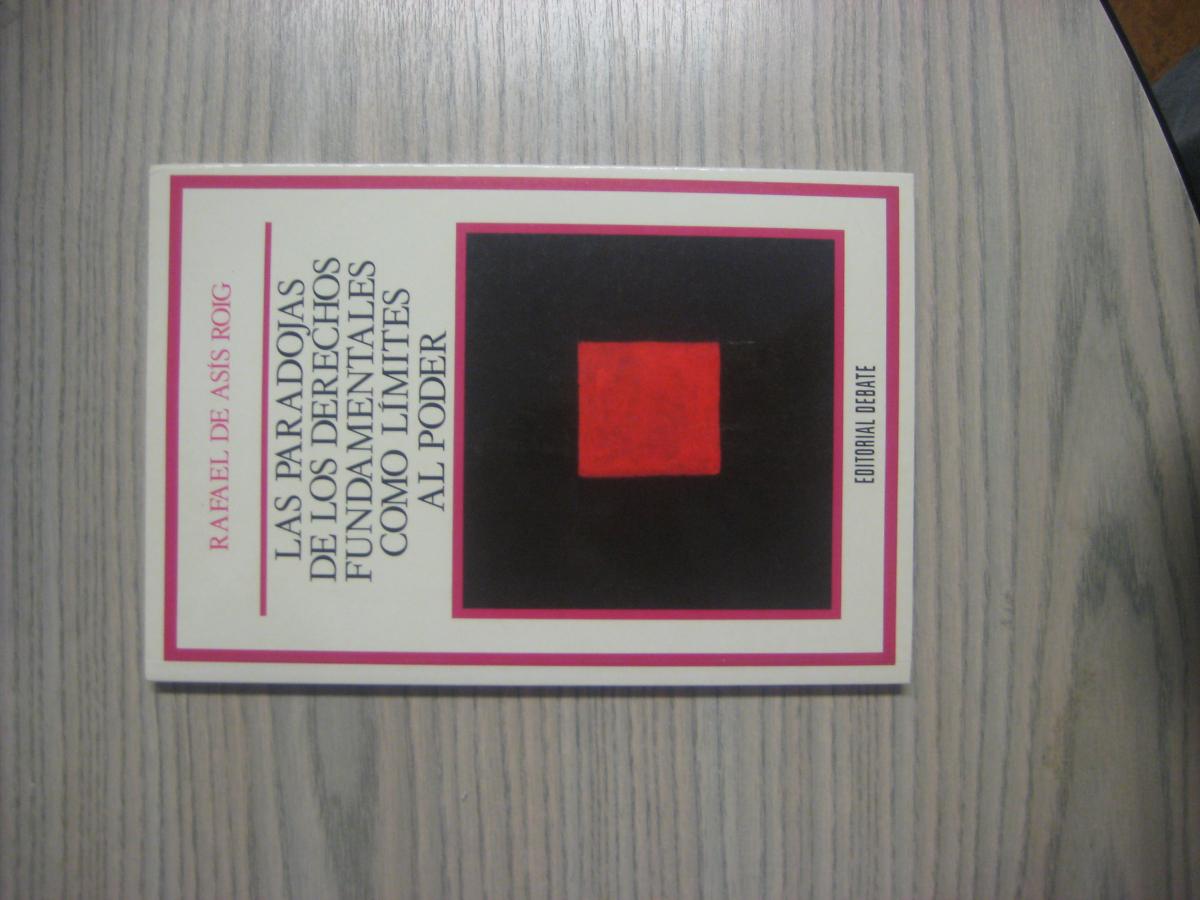 RAFAEL DE ASÍS ROIG
LAS PARADOJAS
DE LOS DERECHOS
FUNDAMENTALES
COMO LÍMITES
AL PODER
EDITORIAL DEBATE